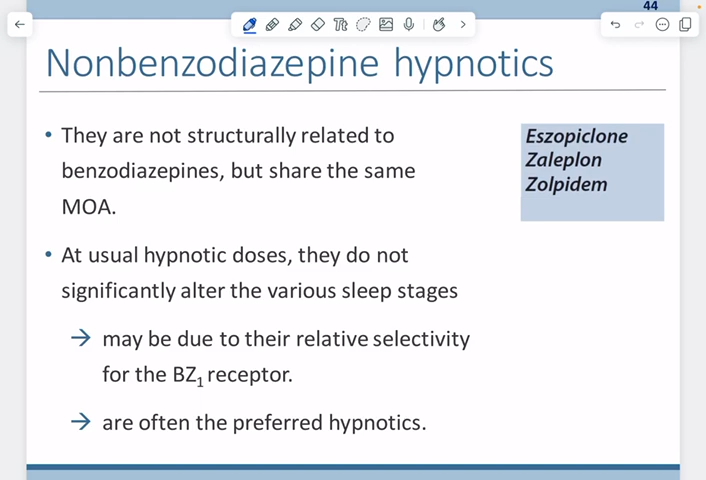 44
Nonbenzodiazepine hypnotics
• They are not structurally related to
benzodiazepines, but share the same
MOA.
• At usual hypnotic doses, they do not
significantly alter the various sleep stages
→ may be due to their relative selectivity
for the BZ₁ receptor.
→ are often the preferred hypnotics.
Eszopiclone
Zaleplon
Zolpidem